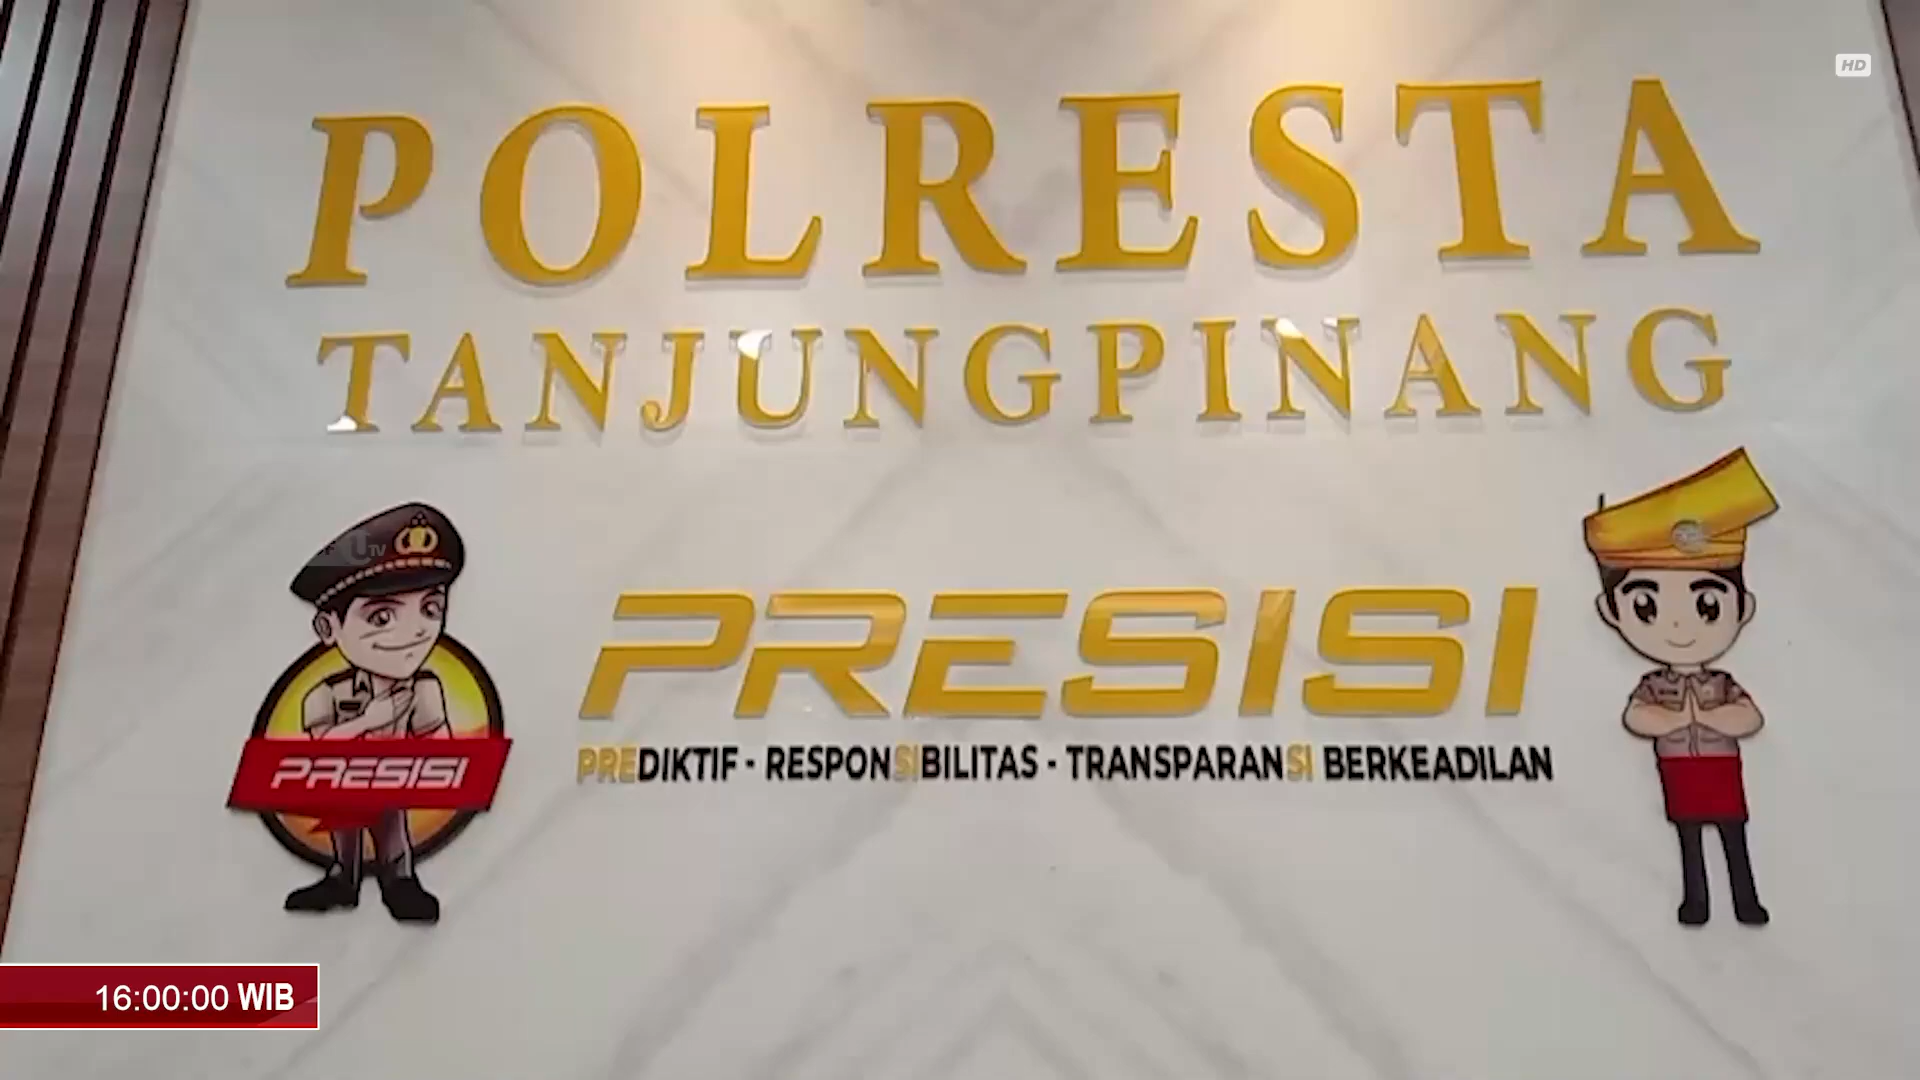 HD
POLRESTA
TANJUNGPINANG
PRESISI
PREDIKTIF - RESPONSIBILITAS - TRANSPARANSI BERKEADILAN
PRESISI
16:00:00 WIB